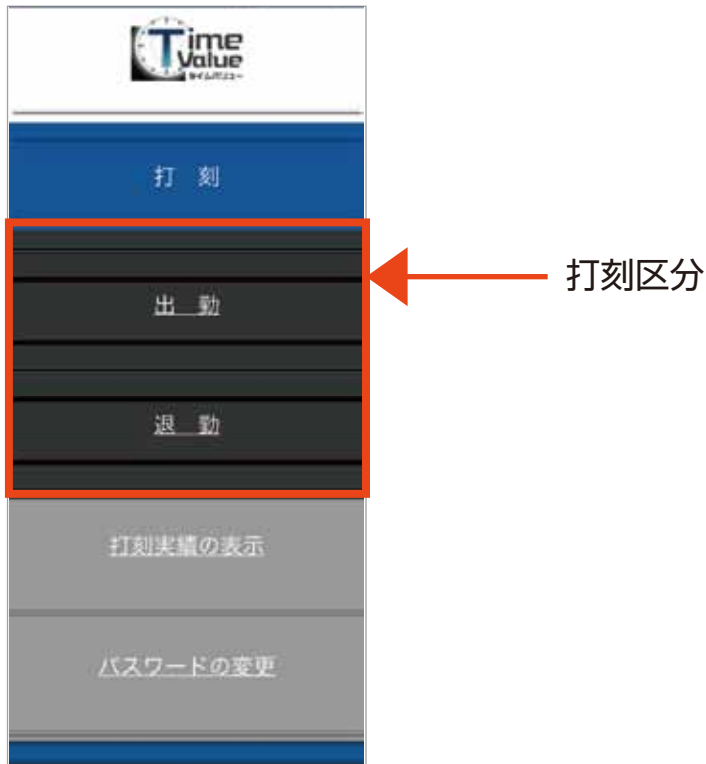 Time
Value
タイムバリュー
打 刻
出 勤
打刻区分
退 勤
打刻実績の表示
パスワードの変更